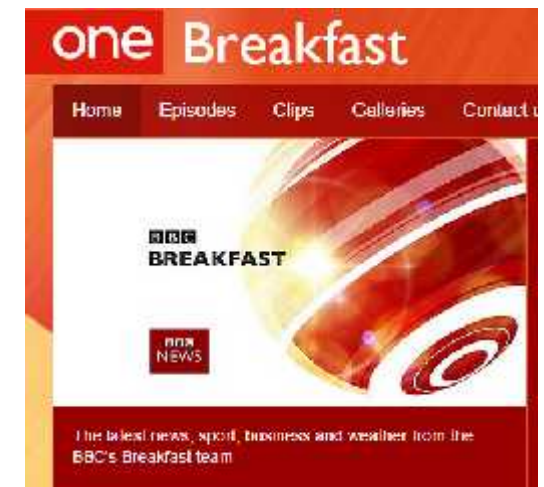 one Breakfast
Home Episodes Clips Galleries Contact u
BBC
BREAKFAST
BBC
NEWS
The latest news, sport, business and weather from the
BBC's Breakfast team